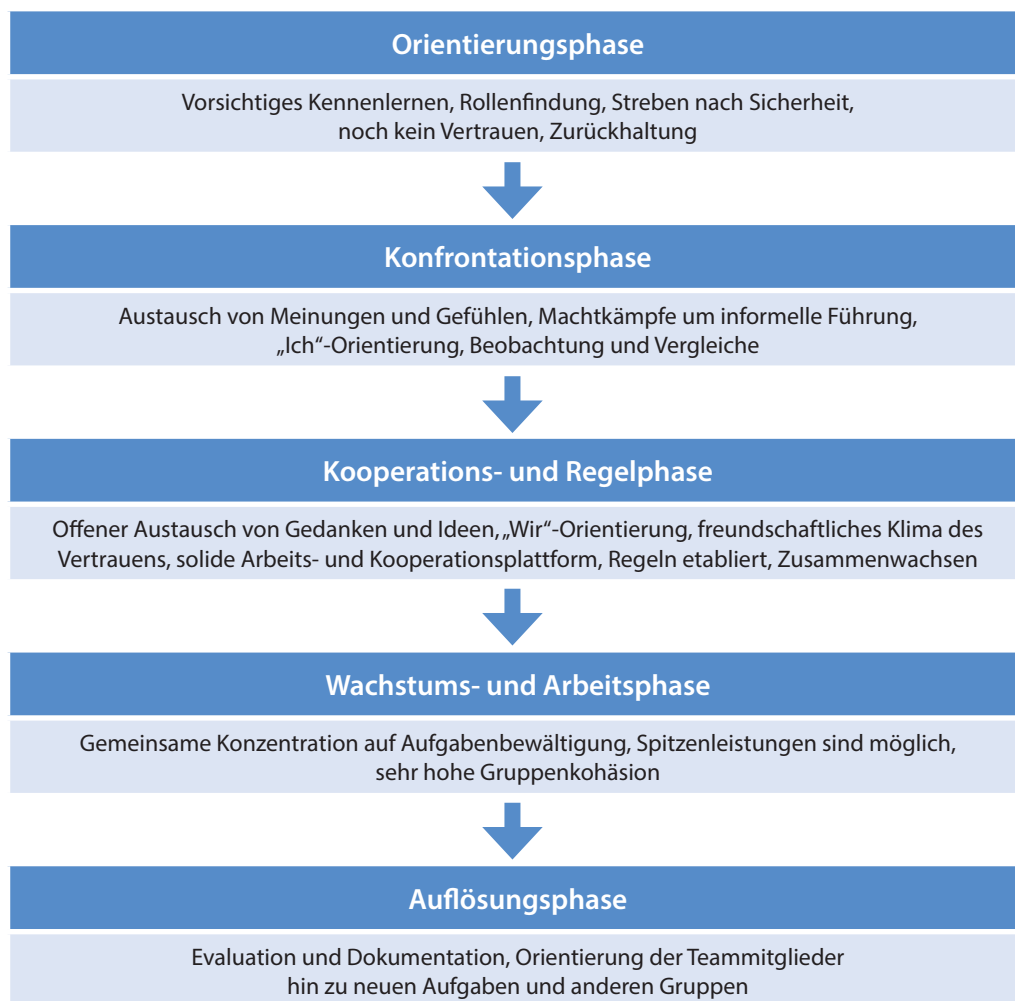 Orientierungsphase
Vorsichtiges Kennenlernen, Rollenfindung, Streben nach Sicherheit,
noch kein Vertrauen, Zurückhaltung
Konfrontationsphase
Austausch von Meinungen und Gefühlen, Machtkämpfe um informelle Führung,
„Ich“-Orientierung, Beobachtung und Vergleiche
Kooperations- und Regelphase
Offener Austausch von Gedanken und Ideen, „Wir“-Orientierung, freundschaftliches Klima des
Vertrauens, solide Arbeits- und Kooperationsplattform, Regeln etabliert, Zusammenwachsen
Wachstums- und Arbeitsphase
Gemeinsame Konzentration auf Aufgabenbewältigung, Spitzenleistungen sind möglich,
sehr hohe Gruppenkohäsion
Auflösungsphase
Evaluation und Dokumentation, Orientierung der Teammitglieder
hin zu neuen Aufgaben und anderen Gruppen